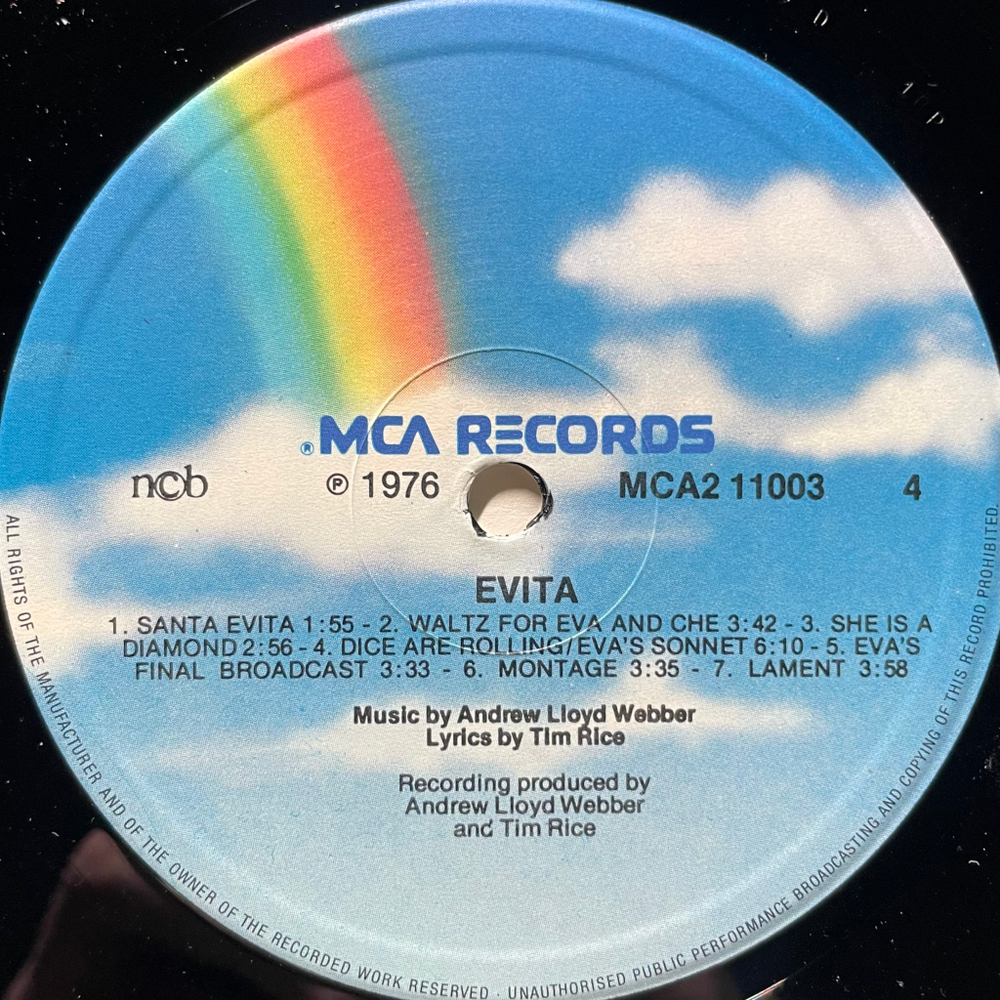 ® MCA RECORDS
ncb ℗ 1976 MCA2 11003 4
EVITA
1. SANTA EVITA 1:55 - 2. WALTZ FOR EVA AND CHE 3:42 - 3. SHE IS A
DIAMOND 2:56 - 4. DICE ARE ROLLING/EVA'S SONNET 6:10 - 5. EVA'S
FINAL BROADCAST 3:33 - 6. MONTAGE 3:35 - 7. LAMENT 3:58
Music by Andrew Lloyd Webber
Lyrics by Tim Rice
Recording produced by
Andrew Lloyd Webber
and Tim Rice
ALL RIGHTS OF THE MANUFACTURER AND OF THE OWNER OF THE RECORDED WORK RESERVED · UNAUTHORISED PUBLIC PERFORMANCE BROADCASTING AND COPYING OF THIS RECORD PROHIBITED.